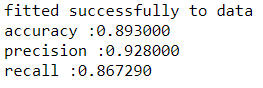 fitted successfully to data
accuracy :0.893000
precision :0.928000
recall :0.867290